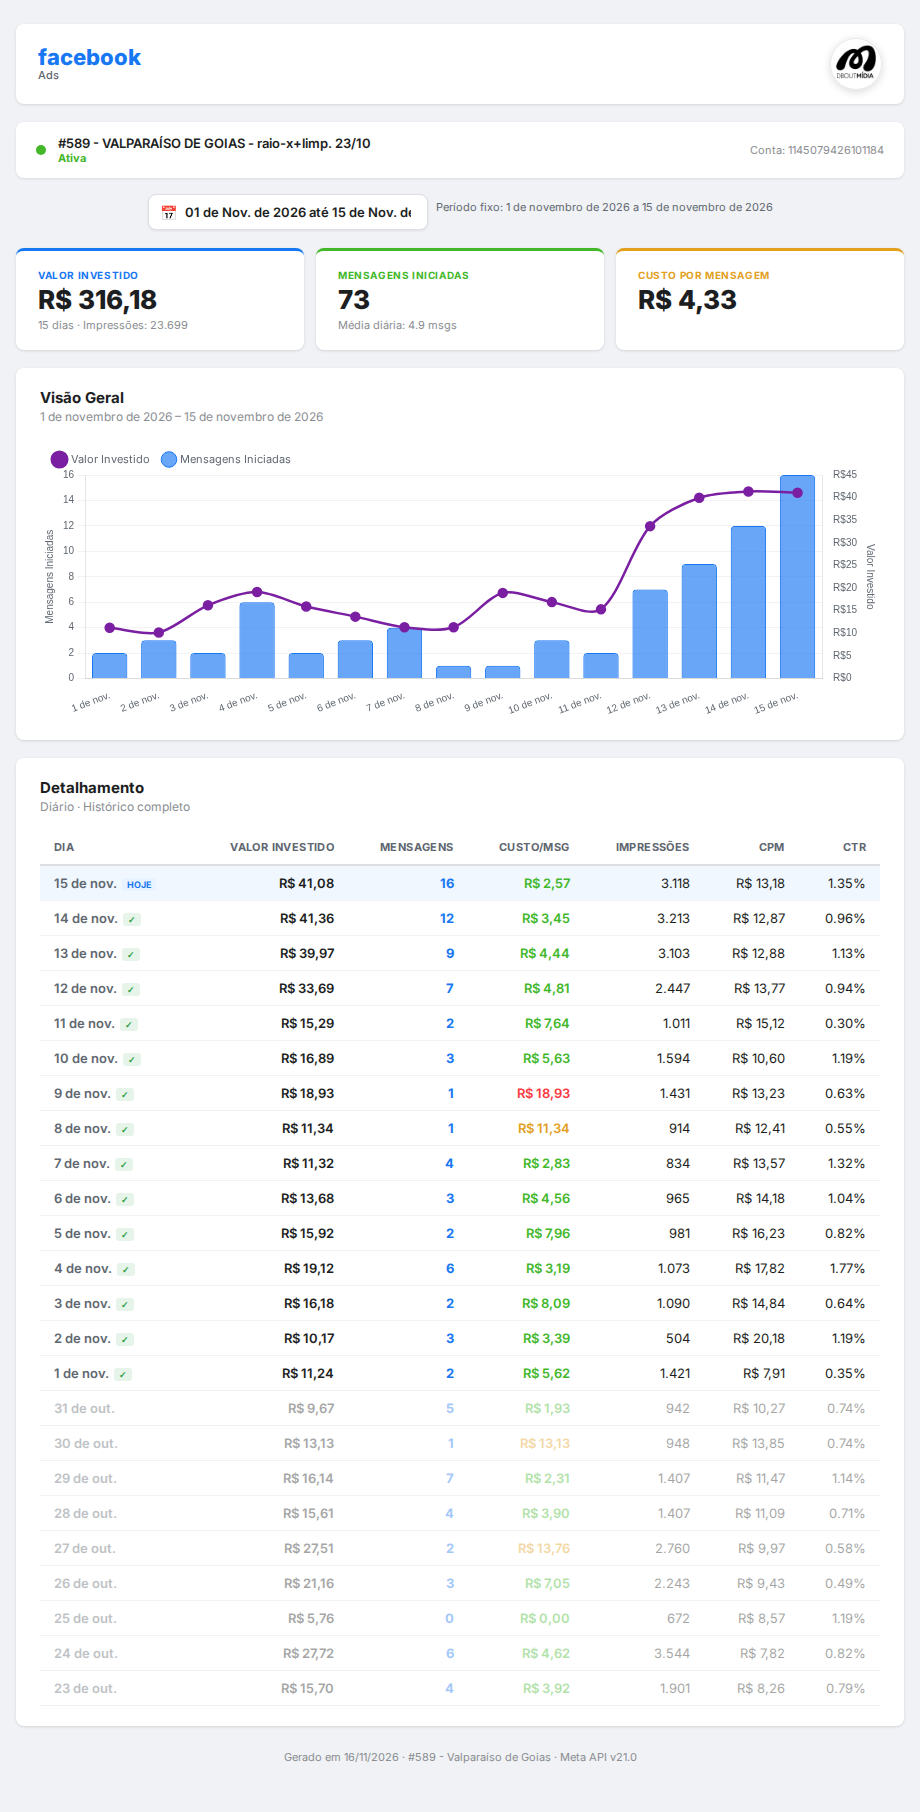 facebook
Ads
DBOUTMÍDIA
#589 - VALPARAÍSO DE GOIAS - raio-x+limp. 23/10
Ativa
Conta: 1145079426101184
📅 01 de Nov. de 2026 até 15 de Nov. de
Período fixo: 1 de novembro de 2026 a 15 de novembro de 2026
VALOR INVESTIDO
R$ 316,18
15 dias · Impressões: 23.699
MENSAGENS INICIADAS
73
Média diária: 4.9 msgs
CUSTO POR MENSAGEM
R$ 4,33
Visão Geral
1 de novembro de 2026 – 15 de novembro de 2026
Valor Investido Mensagens Iniciadas
Mensagens Iniciadas
16
14
12
10
8
6
4
2
0
R$45
R$40
R$35
R$30
R$25
R$20
R$15
R$10
R$5
R$0
Valor Investido
1 de nov. 2 de nov. 3 de nov. 4 de nov. 5 de nov. 6 de nov. 7 de nov. 8 de nov. 9 de nov. 10 de nov. 11 de nov. 12 de nov. 13 de nov. 14 de nov. 15 de nov.
Detalhamento
Diário · Histórico completo
DIA VALOR INVESTIDO MENSAGENS CUSTO/MSG IMPRESSÕES CPM CTR
15 de nov. HOJE R$ 41,08 16 R$ 2,57 3.118 R$ 13,18 1.35%
14 de nov. ✓ R$ 41,36 12 R$ 3,45 3.213 R$ 12,87 0.96%
13 de nov. ✓ R$ 39,97 9 R$ 4,44 3.103 R$ 12,88 1.13%
12 de nov. ✓ R$ 33,69 7 R$ 4,81 2.447 R$ 13,77 0.94%
11 de nov. ✓ R$ 15,29 2 R$ 7,64 1.011 R$ 15,12 0.30%
10 de nov. ✓ R$ 16,89 3 R$ 5,63 1.594 R$ 10,60 1.19%
9 de nov. ✓ R$ 18,93 1 R$ 18,93 1.431 R$ 13,23 0.63%
8 de nov. ✓ R$ 11,34 1 R$ 11,34 914 R$ 12,41 0.55%
7 de nov. ✓ R$ 11,32 4 R$ 2,83 834 R$ 13,57 1.32%
6 de nov. ✓ R$ 13,68 3 R$ 4,56 965 R$ 14,18 1.04%
5 de nov. ✓ R$ 15,92 2 R$ 7,96 981 R$ 16,23 0.82%
4 de nov. ✓ R$ 19,12 6 R$ 3,19 1.073 R$ 17,82 1.77%
3 de nov. ✓ R$ 16,18 2 R$ 8,09 1.090 R$ 14,84 0.64%
2 de nov. ✓ R$ 10,17 3 R$ 3,39 504 R$ 20,18 1.19%
1 de nov. ✓ R$ 11,24 2 R$ 5,62 1.421 R$ 7,91 0.35%
31 de out. R$ 9,67 5 R$ 1,93 942 R$ 10,27 0.74%
30 de out. R$ 13,13 1 R$ 13,13 948 R$ 13,85 0.74%
29 de out. R$ 16,14 7 R$ 2,31 1.407 R$ 11,47 1.14%
28 de out. R$ 15,61 4 R$ 3,90 1.407 R$ 11,09 0.71%
27 de out. R$ 27,51 2 R$ 13,76 2.760 R$ 9,97 0.58%
26 de out. R$ 21,16 3 R$ 7,05 2.243 R$ 9,43 0.49%
25 de out. R$ 5,76 0 R$ 0,00 672 R$ 8,57 1.19%
24 de out. R$ 27,72 6 R$ 4,62 3.544 R$ 7,82 0.82%
23 de out. R$ 15,70 4 R$ 3,92 1.901 R$ 8,26 0.79%
Gerado em 16/11/2026 · #589 - Valparaíso de Goias · Meta API v21.0